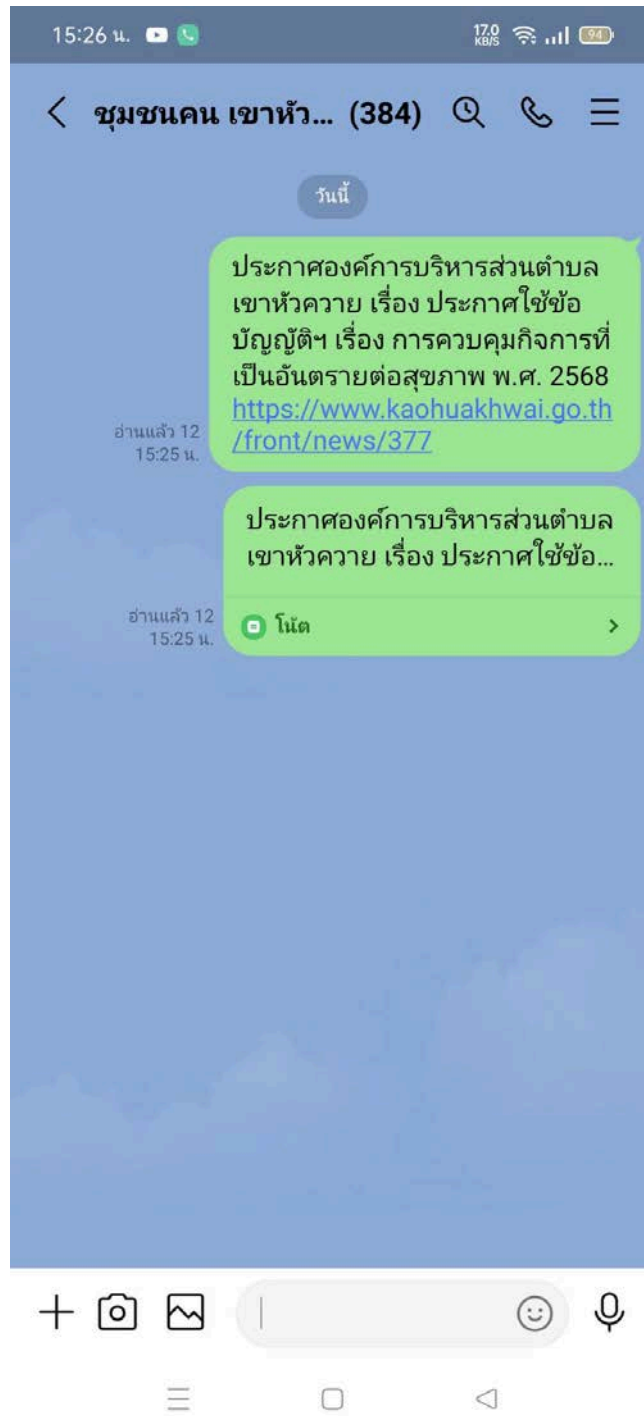 15:26 น.
17.0 KB/S
94
ชุมชนคน เขาหัว... (384)
วันนี้
ประกาศองค์การบริหารส่วนตำบล
เขาหัวควาย เรื่อง ประกาศใช้ข้อ
บัญญัติฯ เรื่อง การควบคุมกิจการที่
เป็นอันตรายต่อสุขภาพ พ.ศ. 2568
https://www.kaohuakhwai.go.th
/front/news/377
อ่านแล้ว 12
15:25 น.
ประกาศองค์การบริหารส่วนตำบล
เขาหัวควาย เรื่อง ประกาศใช้ข้อ...
อ่านแล้ว 12
15:25 น.
โน้ต